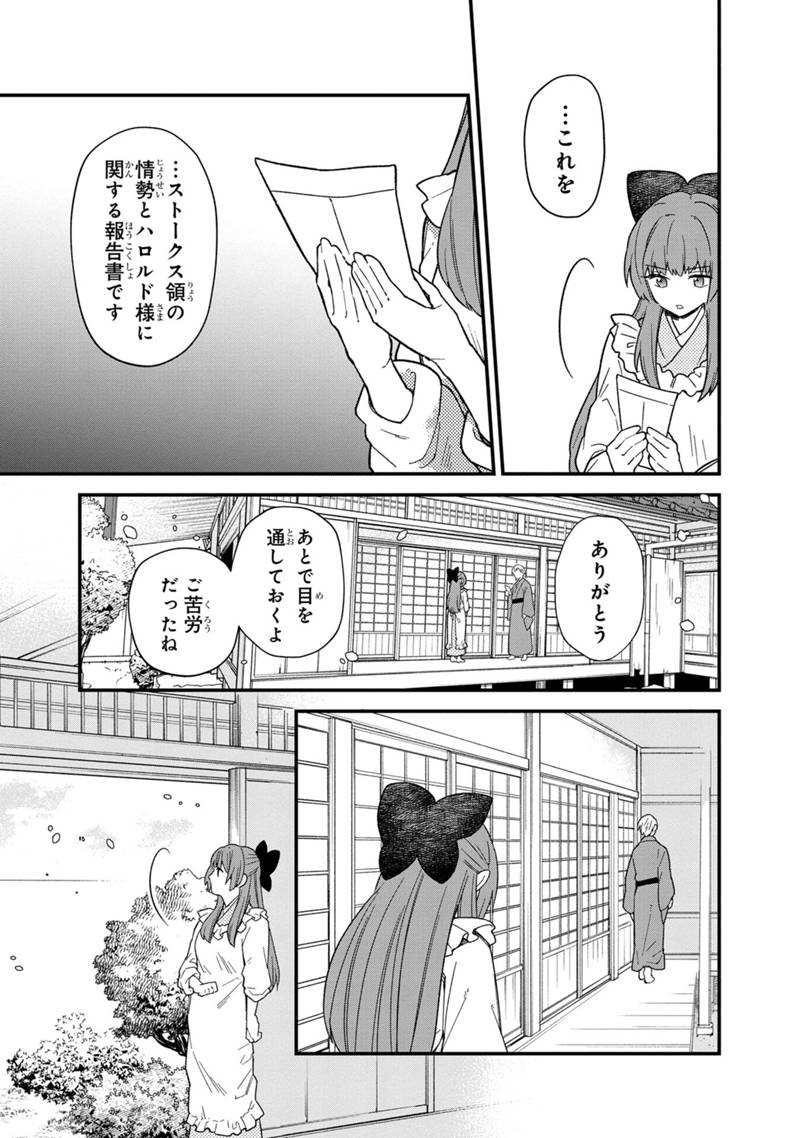 …これを
…ストークス領の
情勢とハロルド様に
関する報告書です
ありがとう
あとで目を
通しておくよ
ご苦労
だったね